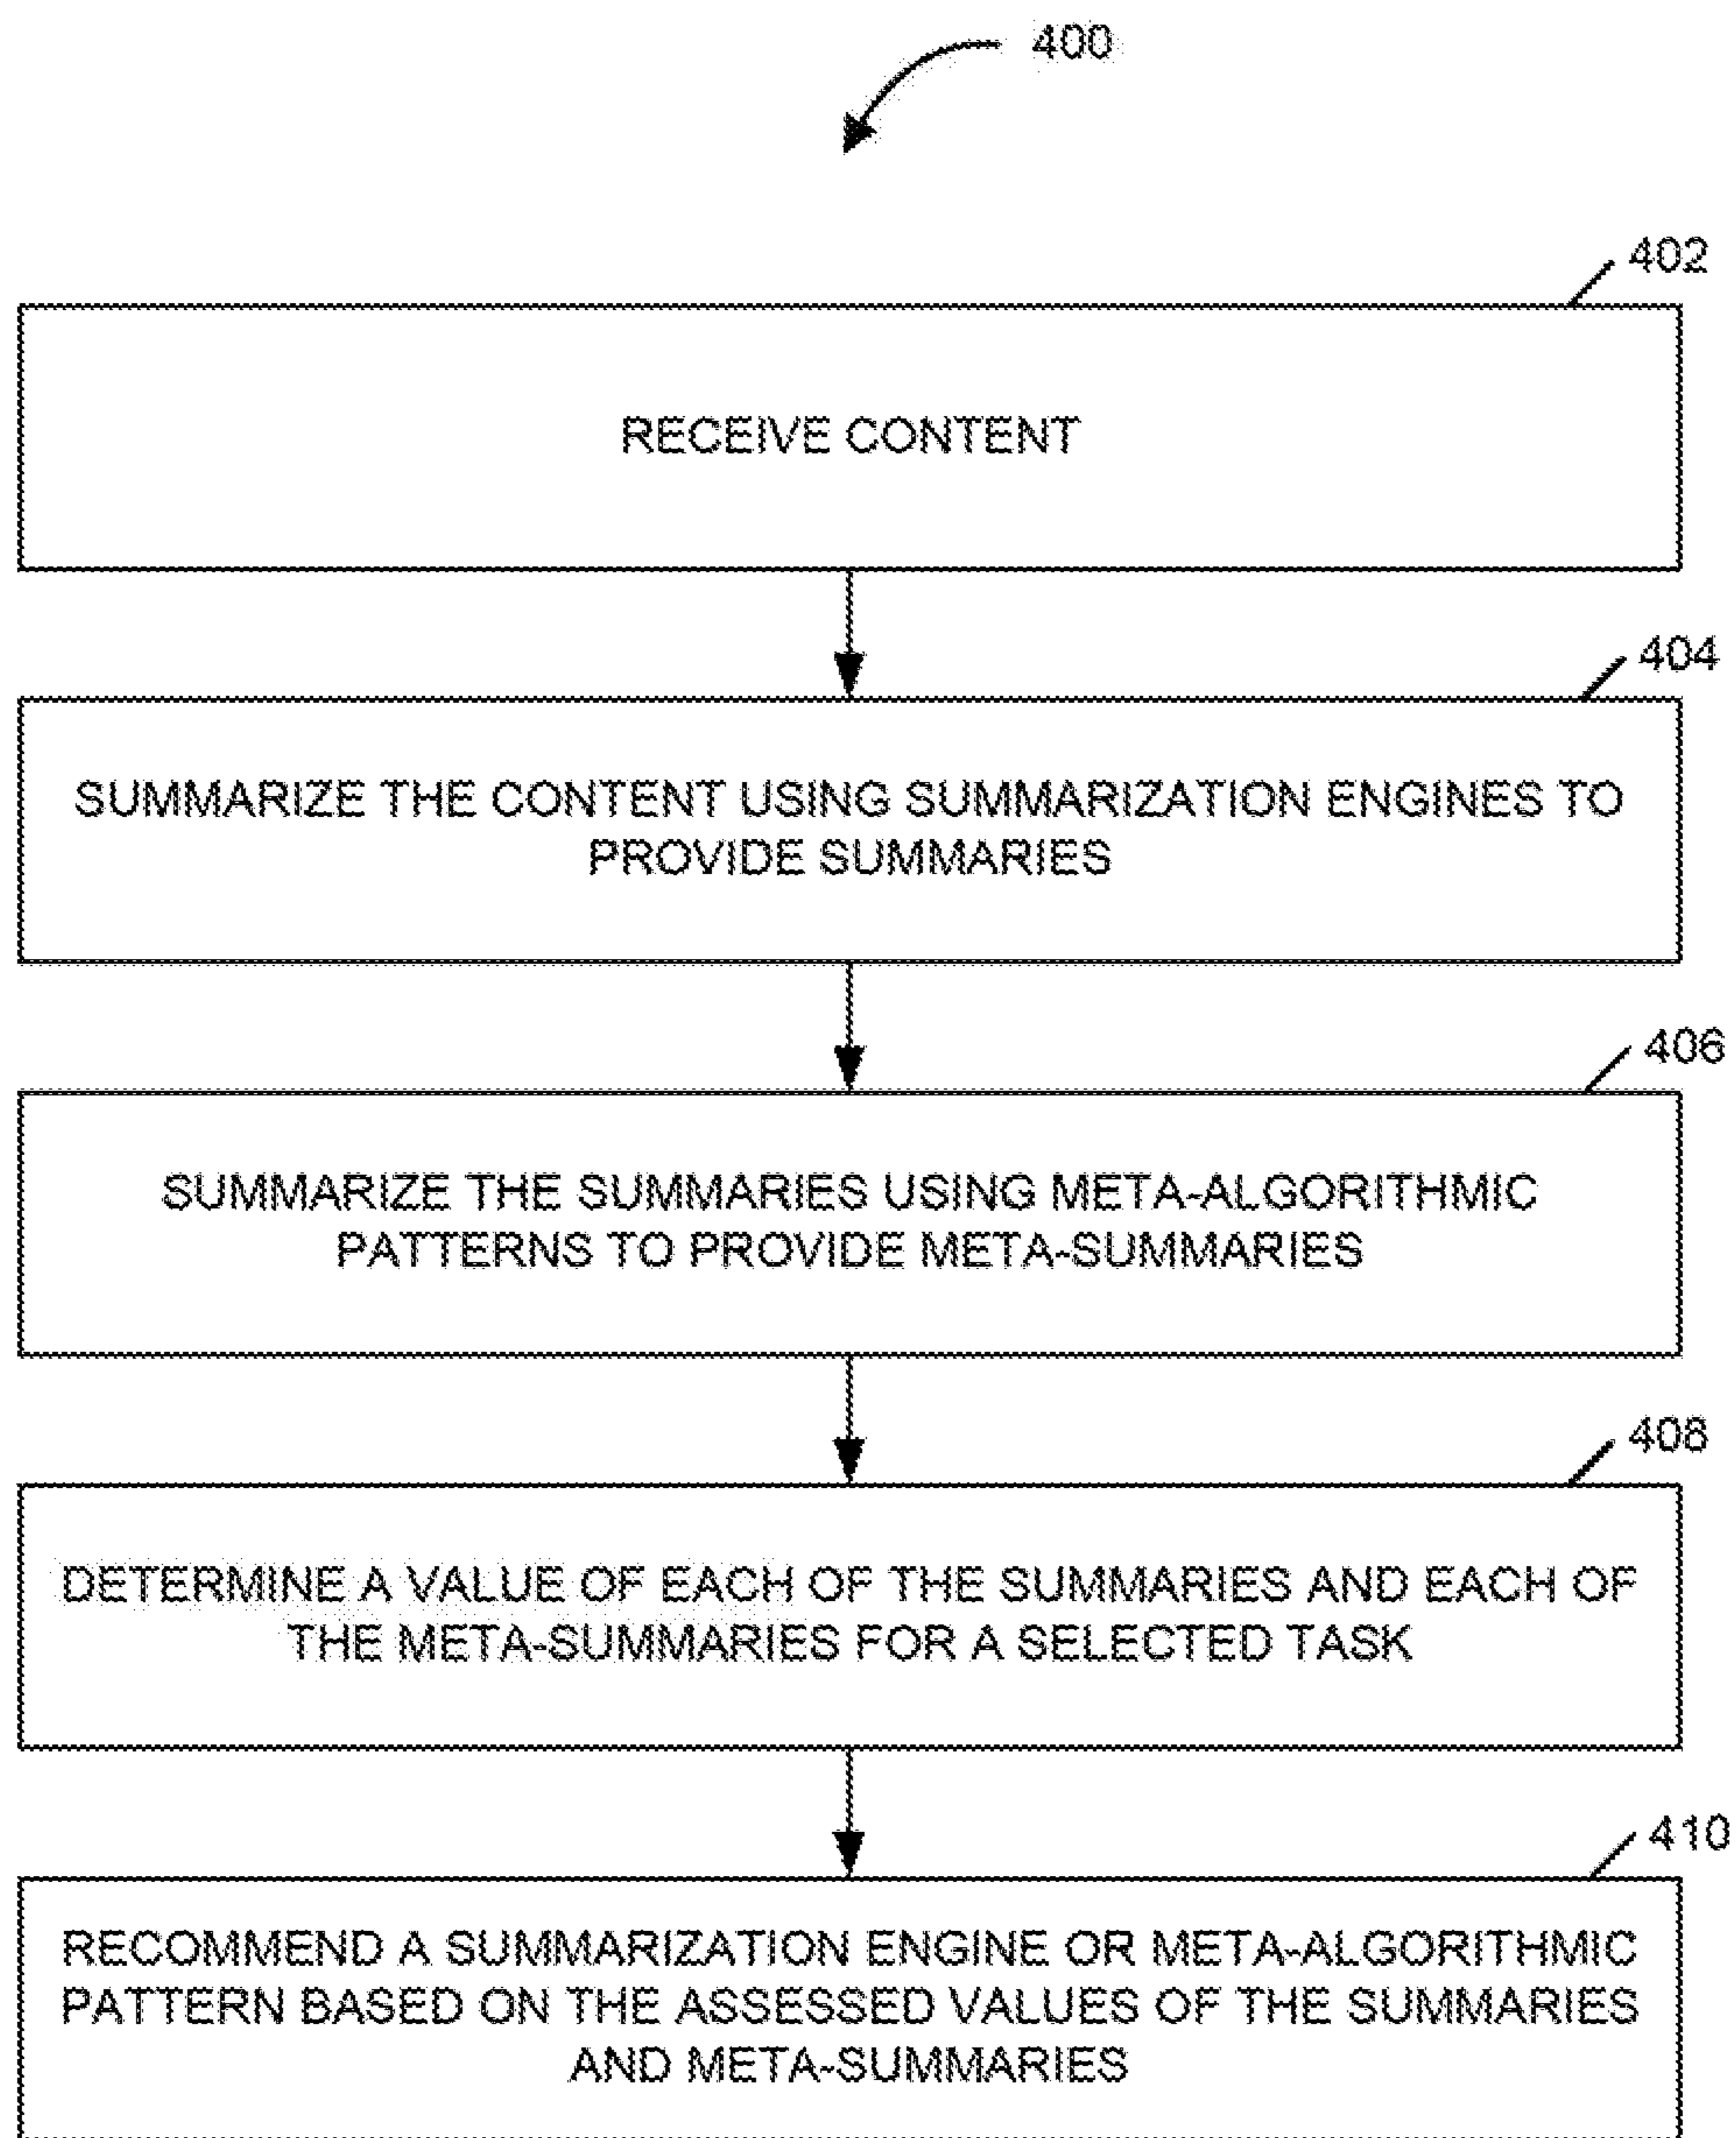 400
402
RECEIVE CONTENT
404
SUMMARIZE THE CONTENT USING SUMMARIZATION ENGINES TO
PROVIDE SUMMARIES
406
SUMMARIZE THE SUMMARIES USING META-ALGORITHMIC
PATTERNS TO PROVIDE META-SUMMARIES
408
DETERMINE A VALUE OF EACH OF THE SUMMARIES AND EACH OF
THE META-SUMMARIES FOR A SELECTED TASK
410
RECOMMEND A SUMMARIZATION ENGINE OR META-ALGORITHMIC
PATTERN BASED ON THE ASSESSED VALUES OF THE SUMMARIES
AND META-SUMMARIES